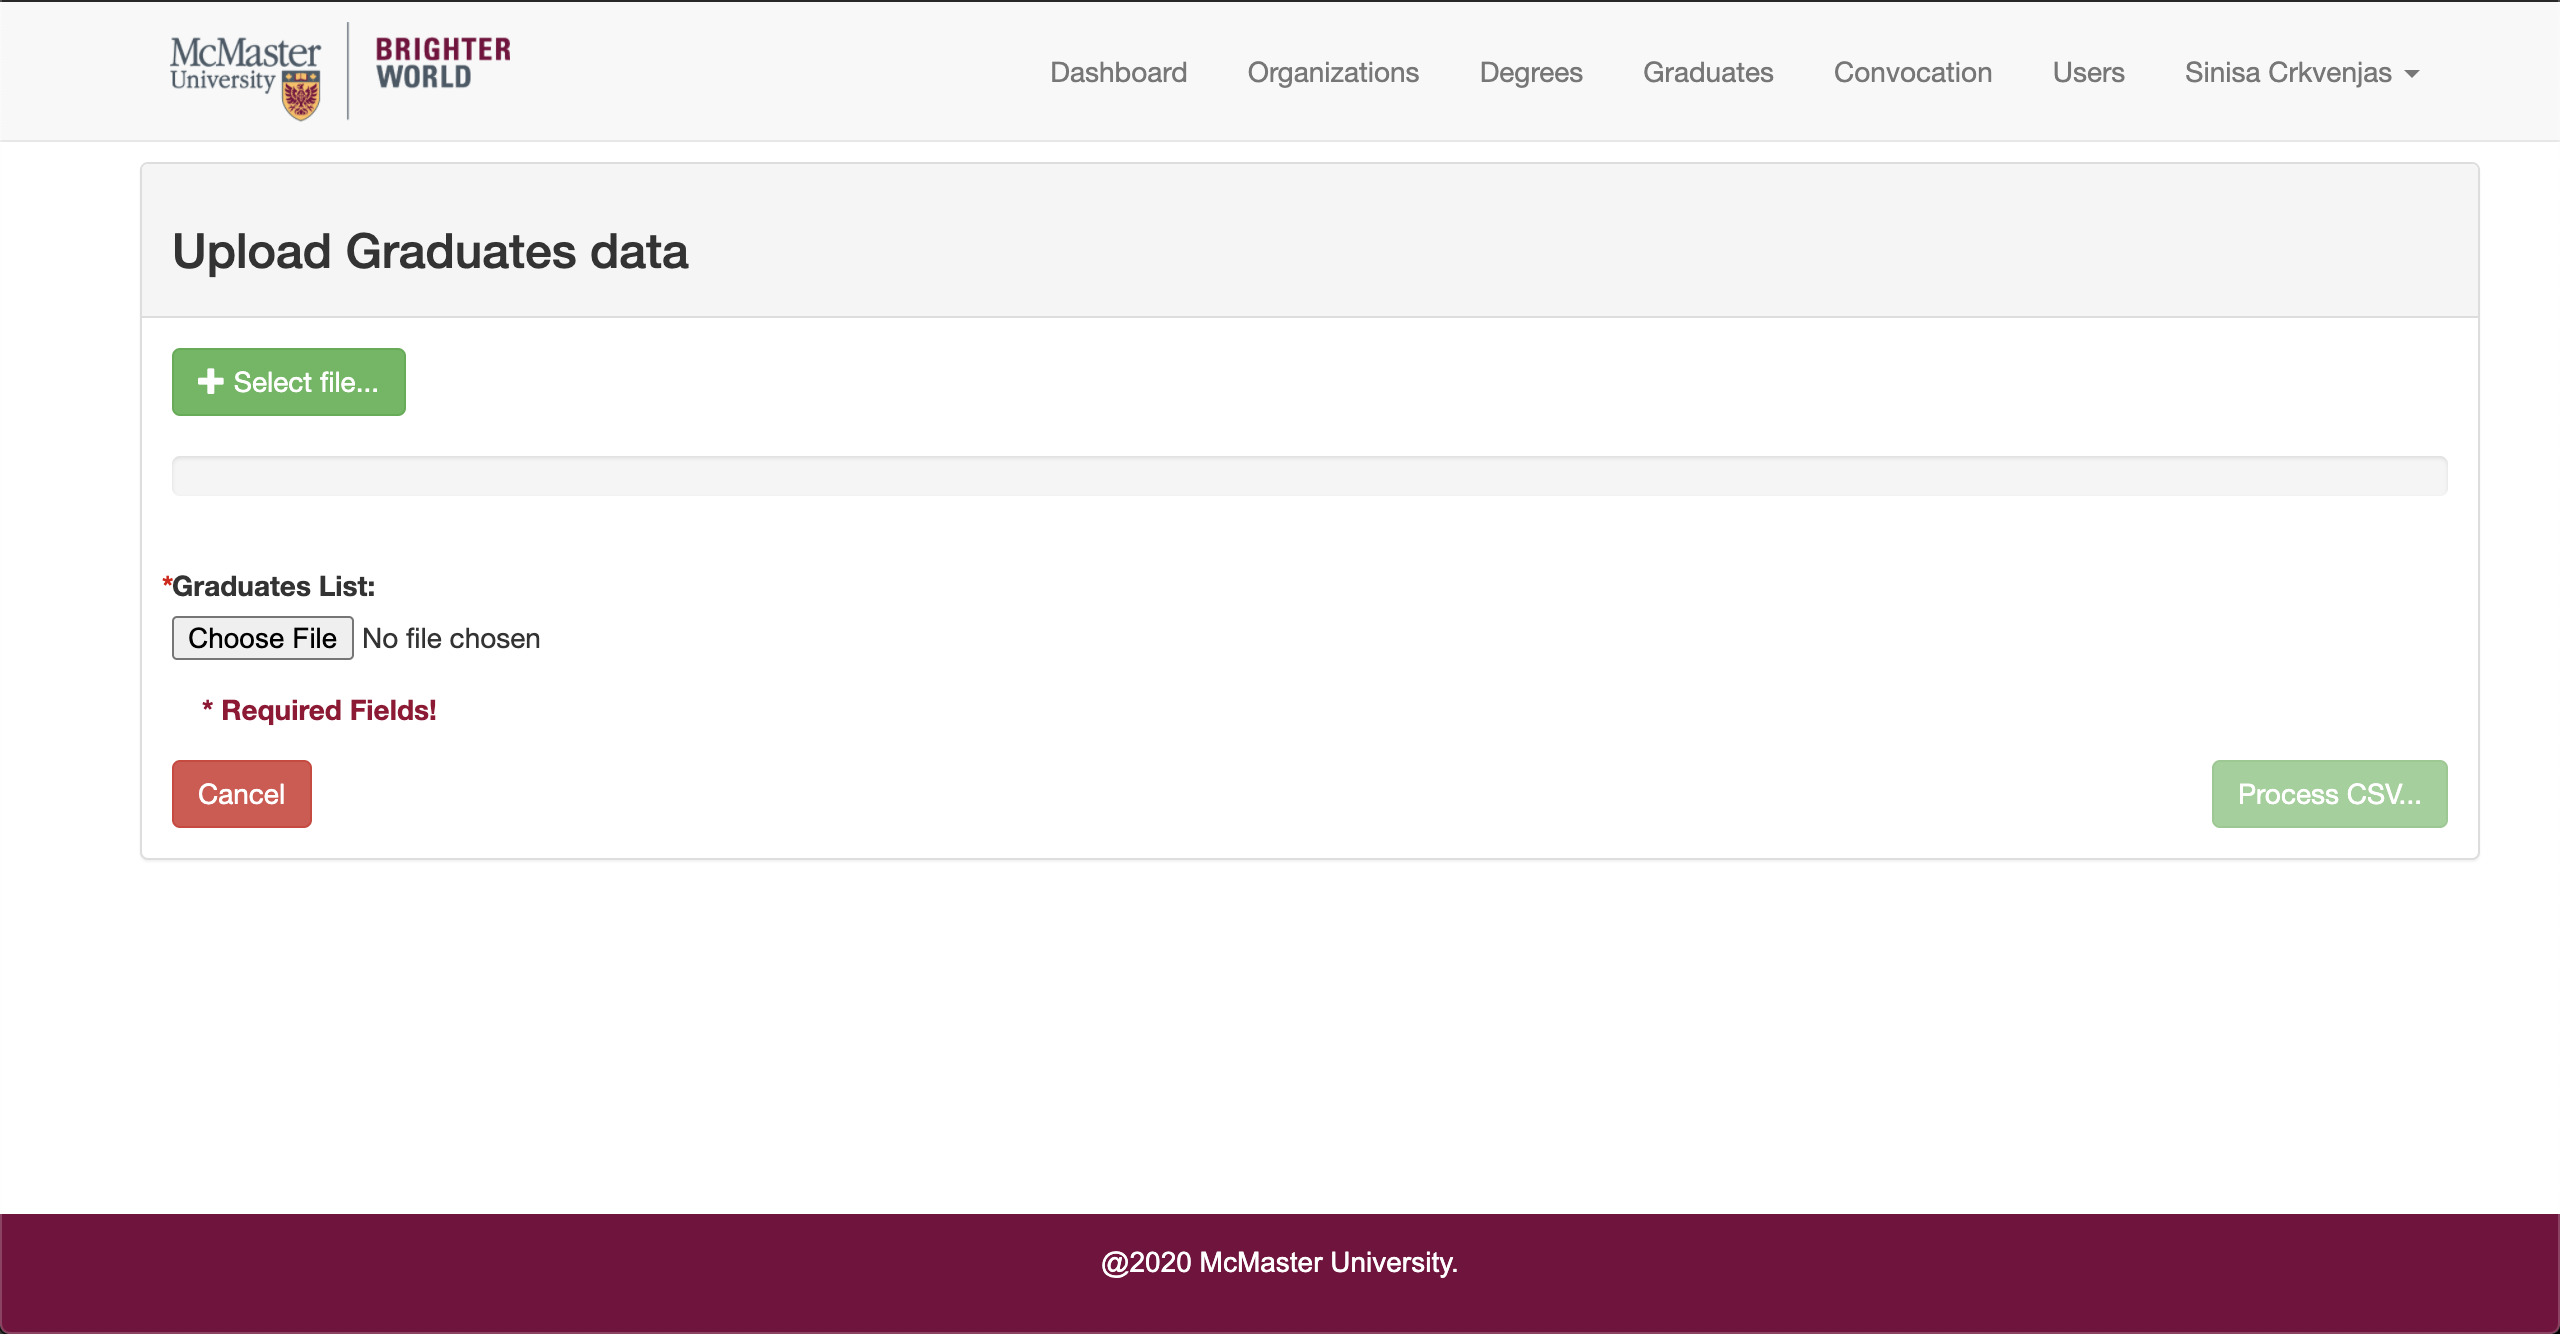 McMaster
University
BRIGHTER
WORLD
Dashboard Organizations Degrees Graduates Convocation Users Sinisa Crkvenjas
Upload Graduates data
Select file...
*Graduates List:
Choose File No file chosen
* Required Fields!
Cancel Process CSV...
@2020 McMaster University.